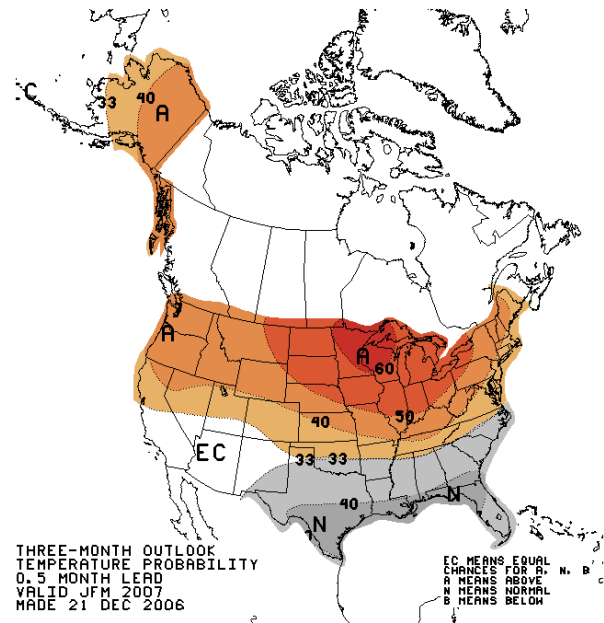 C
33 40
A
A
A
60
50
40
EC
33 33
40
N
N
THREE-MONTH OUTLOOK
TEMPERATURE PROBABILITY
0.5 MONTH LEAD
VALID JFM 2007
MADE 21 DEC 2006
EC MEANS EQUAL
CHANCES FOR A, N, B
A MEANS ABOVE
N MEANS NORMAL
B MEANS BELOW